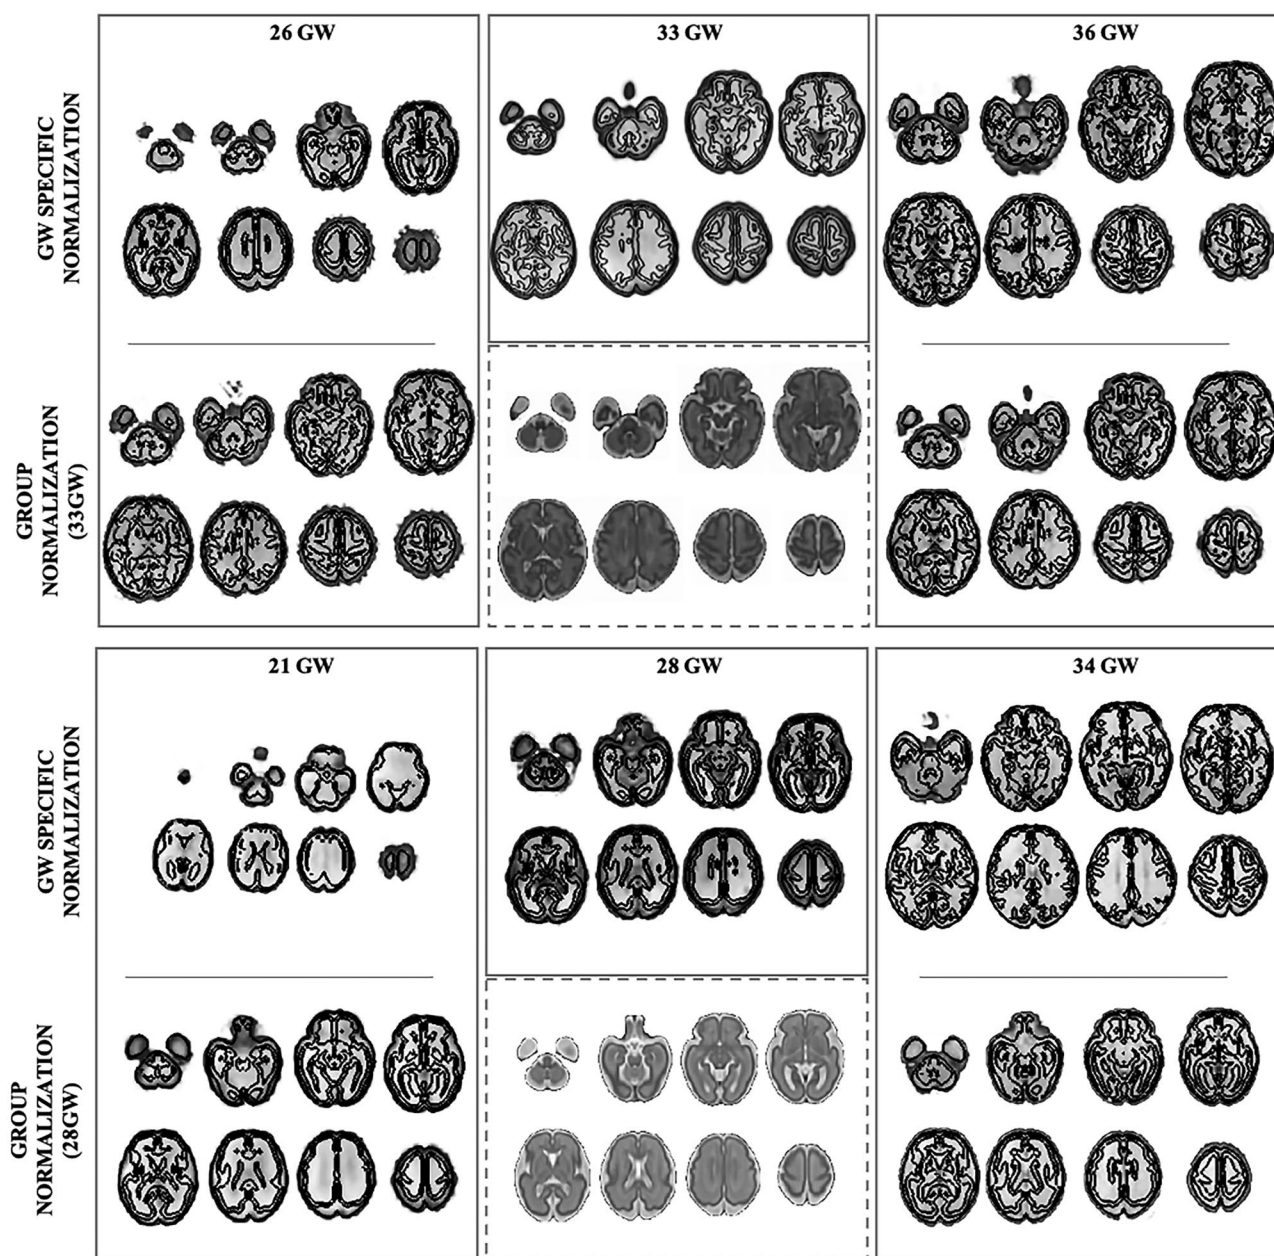 26 GW
33 GW
36 GW
GW SPECIFIC
NORMALIZATION
GROUP
NORMALIZATION
(33GW)
21 GW
28 GW
34 GW
GW SPECIFIC
NORMALIZATION
GROUP
NORMALIZATION
(28GW)